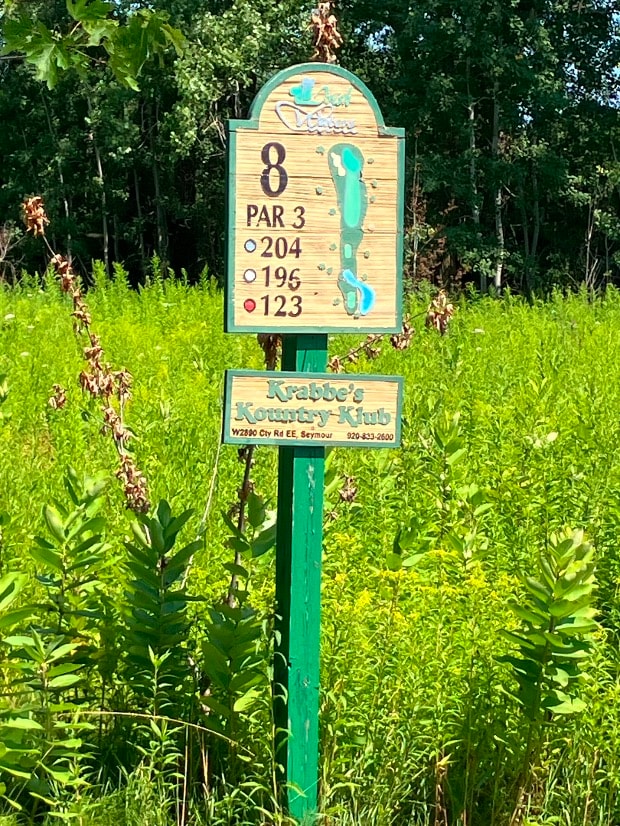 8
PAR 3
204
196
123
Krabbe's
Kountry Klub
W2890 Cty Rd EE, Seymour 920-833-2600